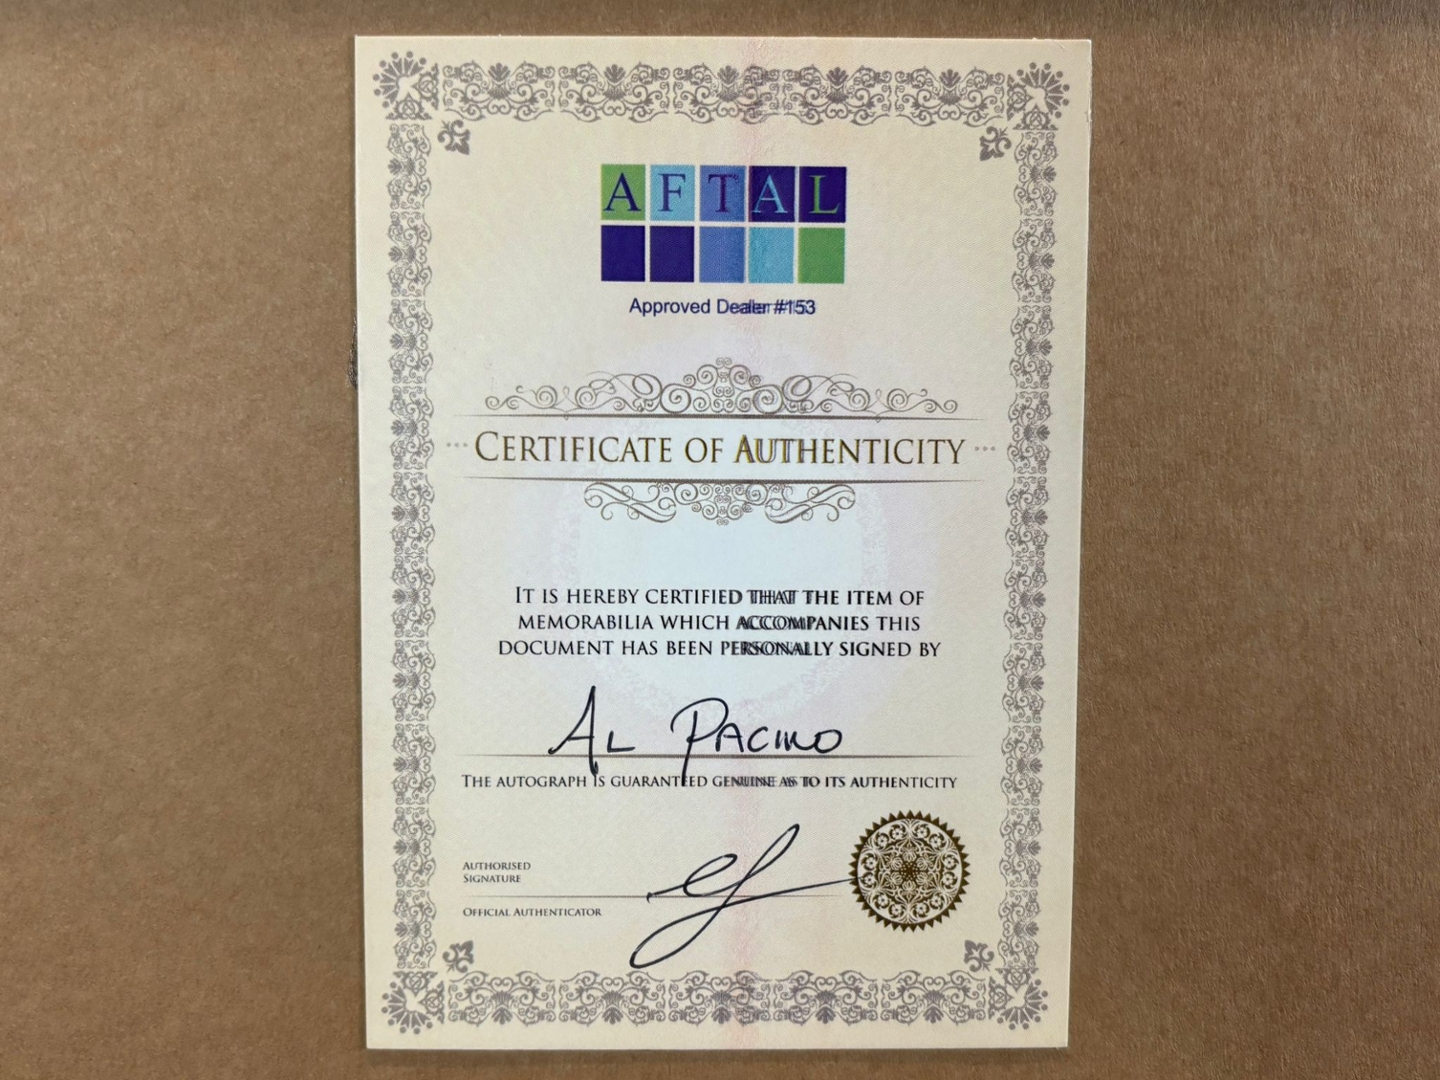 AFTAL
Approved Dealer #153
CERTIFICATE OF AUTHENTICITY
IT IS HEREBY CERTIFIED THAT THE ITEM OF
MEMORABILIA WHICH ACCOMPANIES THIS
DOCUMENT HAS BEEN PERSONALLY SIGNED BY
AL PACINO
THE AUTOGRAPH IS GUARANTEED GENUINE AS TO ITS AUTHENTICITY
AUTHORISED
SIGNATURE
OFFICIAL AUTHENTICATOR